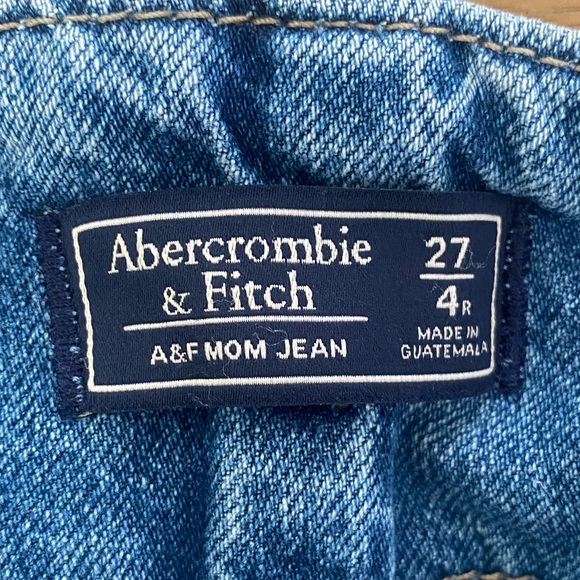 Abercrombie
& Fitch
A&F MOM JEAN
27
4R
MADE IN
GUATEMALA